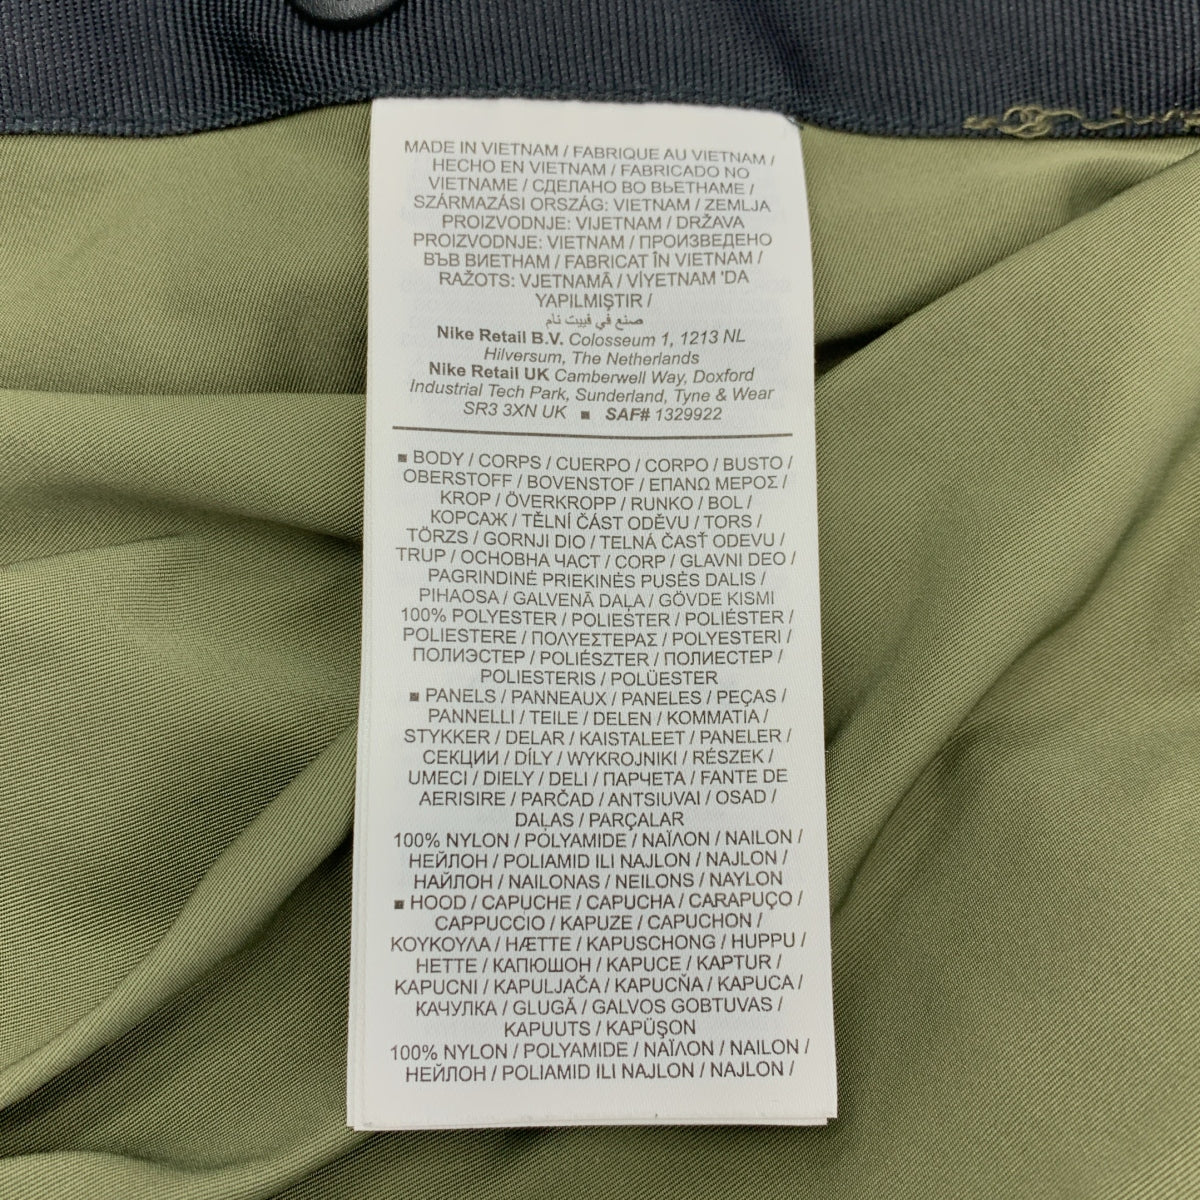 MADE IN VIETNAM / FABRIQUE AU VIETNAM /
HECHO EN VIETNAM / FABRICADO NO
VIETNAME / СДЕЛАНО ВО ВЬЕТНАМЕ /
SZÁRMAZÁSI ORSZÁG: VIETNAM / ZEMLJA
PROIZVODNJE: VIJETNAM / DRŽAVA
PROIZVODNJE: VIETNAM / ПРОИЗВЕДЕНО
ВЪВ ВИЕТНАМ / FABRICAT ÎN VIETNAM /
RAŽOTS: VJETNAMĀ / VİYETNAM 'DA
YAPILMIŞTIR /
صنع في فييت نام
Nike Retail B.V. Colosseum 1, 1213 NL
Hilversum, The Netherlands
Nike Retail UK Camberwell Way, Doxford
Industrial Tech Park, Sunderland, Tyne & Wear
SR3 3XN UK ■ SAF# 1329922
■ BODY / CORPS / CUERPO / CORPO / BUSTO /
OBERSTOFF / BOVENSTOF / ΕΠΑΝΩ ΜΕΡΟΣ /
KROP / ÖVERKROPP / RUNKO / BOL /
КОРСАЖ / TĚLNÍ ČÁST ODĚVU / TORS /
TÖRZS / GORNJI DIO / TELNÁ ČASŤ ODEVU /
TRUP / ОСНОВНА ЧАСТ / CORP / GLAVNI DEO /
PAGRINDINĖ PRIEKINĖS PUSĖS DALIS /
PIHAOSA / GALVENĀ DAĻA / GÖVDE KISMI
100% POLYESTER / POLIESTER / POLIÉSTER /
POLIESTERE / ΠΟΛΥΕΣΤΕΡΑΣ / POLYESTERI /
ПОЛИЭСТЕР / POLIÉSZTER / ПОЛИЕСТЕР /
POLIESTERIS / POLÜESTER
■ PANELS / PANNEAUX / PANELES / PEÇAS /
PANNELLI / TEILE / DELEN / ΚΟΜΜΑΤΙΑ /
STYKKER / DELAR / KAISTALEET / PANELER /
СЕКЦИИ / DÍLY / WYKROJNIKI / RÉSZEK /
UMECI / DIELY / DELI / ПАРЧЕТА / FANTE DE
AERISIRE / PARČAD / ANTSIUVAI / OSAD /
DAĻAS / PARÇALAR
100% NYLON / POLYAMIDE / ΝΑΪΛΟΝ / NAILON /
НЕЙЛОН / POLIAMID ILI NAJLON / NAJLON /
НАЙЛОН / NAILONAS / NEILONS / NAYLON
■ HOOD / CAPUCHE / CAPUCHA / CARAPUÇO /
CAPPUCCIO / KAPUZE / CAPUCHON /
ΚΟΥΚΟΥΛΑ / HÆTTE / KAPUSCHONG / HUPPU /
HETTE / КАПЮШОН / KAPUCE / KAPTUR /
KAPUCNI / KAPULJAČA / KAPUCŇA / KAPUCA /
КАЧУЛКА / GLUGĂ / GALVOS GOBTUVAS /
KAPUUTS / KAPÜŞON
100% NYLON / POLYAMIDE / ΝΑΪΛΟΝ / NAILON /
НЕЙЛОН / POLIAMID ILI NAJLON / NAJLON /